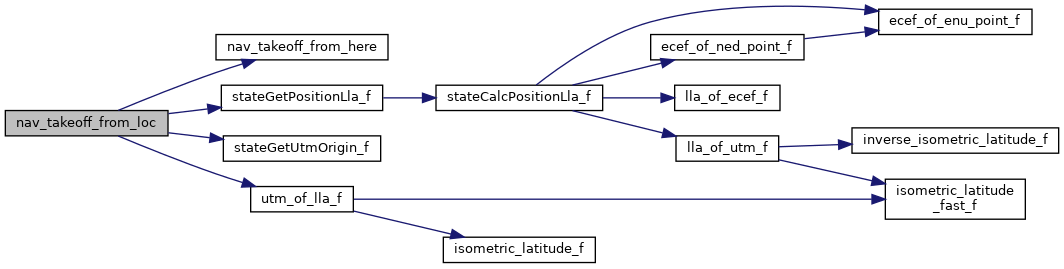 nav_takeoff_from_loc
nav_takeoff_from_here
stateGetPositionLla_f
stateGetUtmOrigin_f
utm_of_lla_f
stateCalcPositionLla_f
isometric_latitude_f
ecef_of_ned_point_f
lla_of_ecef_f
lla_of_utm_f
ecef_of_enu_point_f
inverse_isometric_latitude_f
isometric_latitude
_fast_f